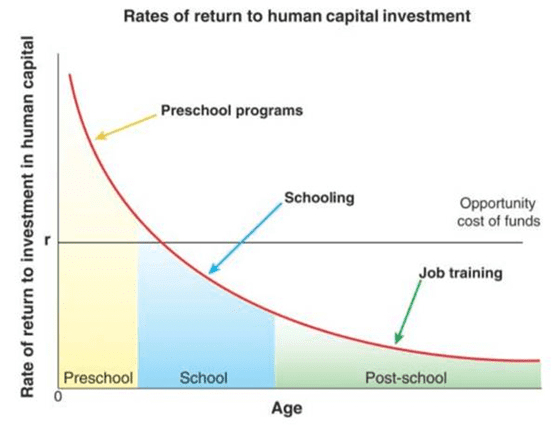 Rates of return to human capital investment
Rate of return to investment in human capital
Preschool programs
Schooling
Opportunity
cost of funds
r
Job training
Preschool
School
Post-school
0
Age